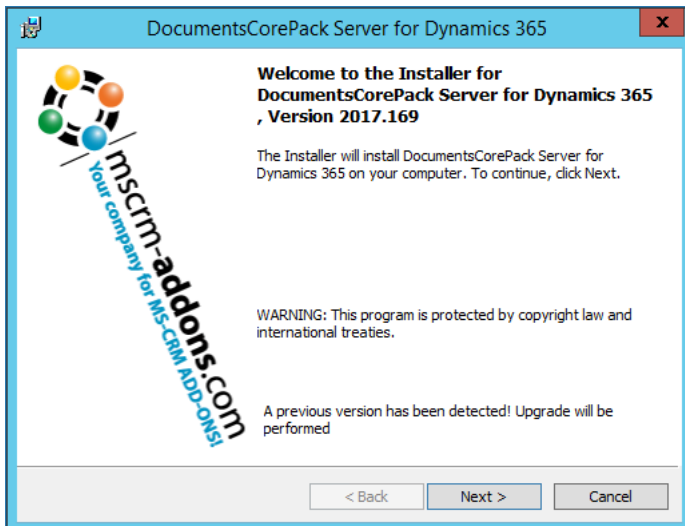 DocumentsCorePack Server for Dynamics 365
x
Welcome to the Installer for
DocumentsCorePack Server for Dynamics 365
, Version 2017.169
The Installer will install DocumentsCorePack Server for
Dynamics 365 on your computer. To continue, click Next.
mscrm-addons.com
Your company for MS-CRM ADD-ONS!
WARNING: This program is protected by copyright law and
international treaties.
A previous version has been detected! Upgrade will be
performed
< Back
Next >
Cancel